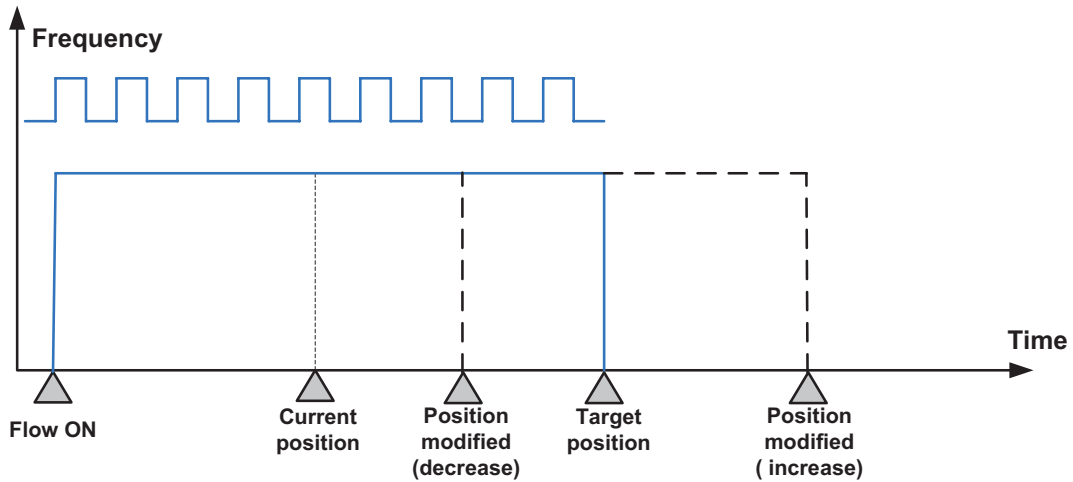 Frequency
Time
Flow ON
Current
position
Position
modified
(decrease)
Target
position
Position
modified
( increase)